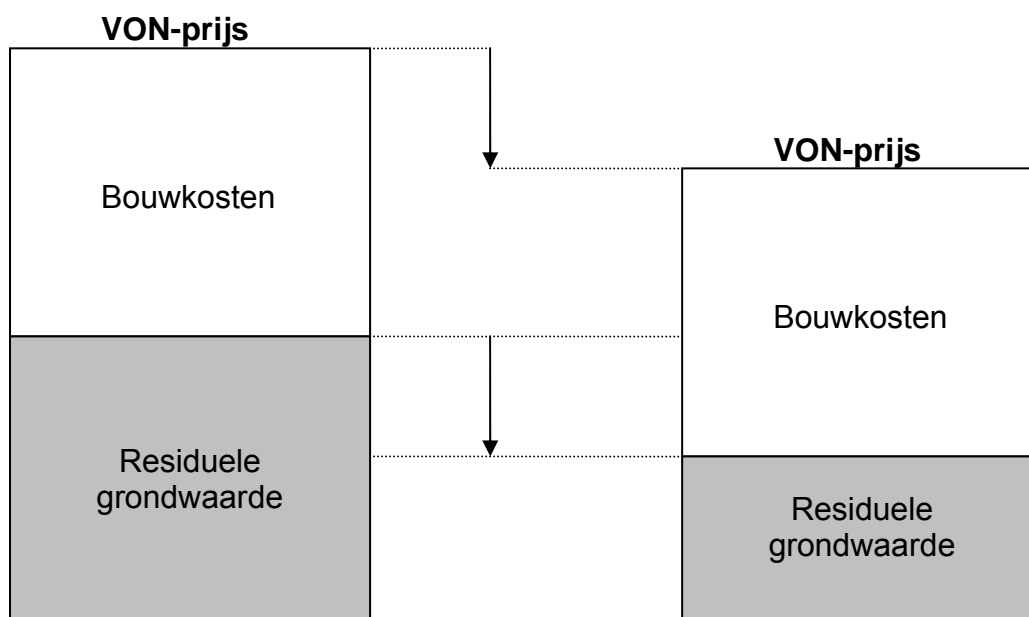 VON-prijs
Bouwkosten
Residuele
grondwaarde
VON-prijs
Bouwkosten
Residuele
grondwaarde